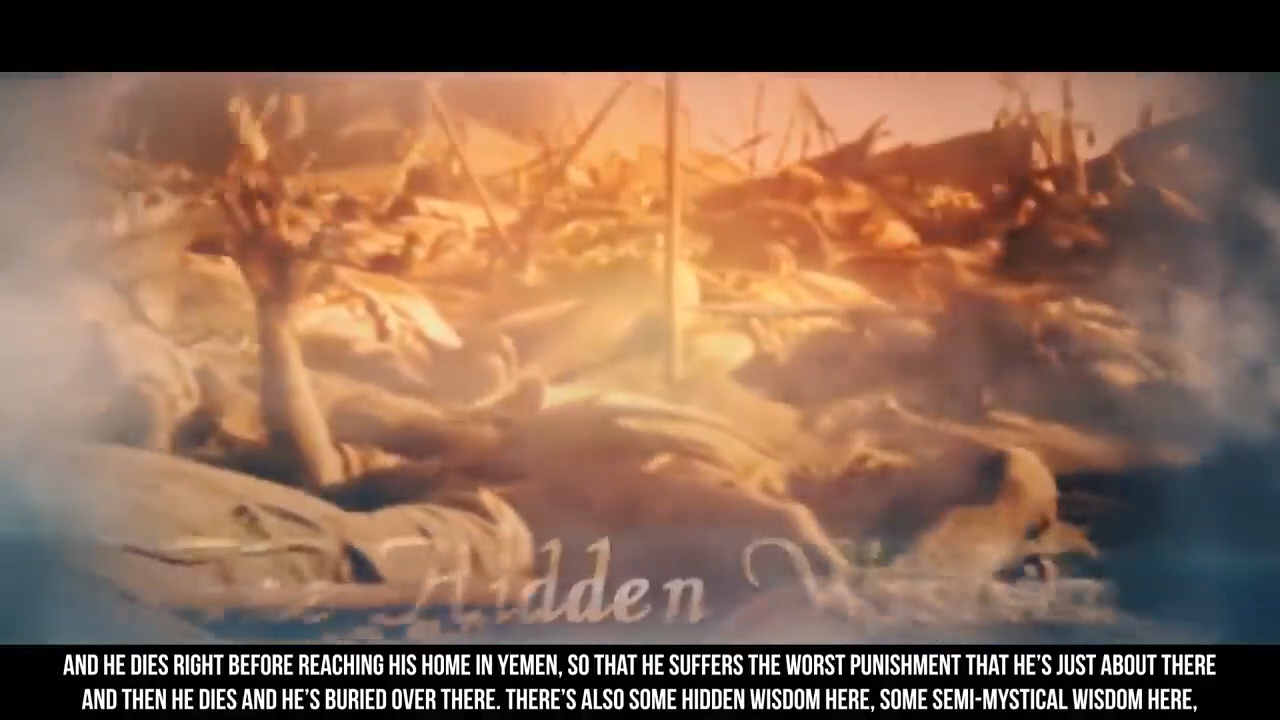 Hidden
AND HE DIES RIGHT BEFORE REACHING HIS HOME IN YEMEN, SO THAT HE SUFFERS THE WORST PUNISHMENT THAT HE'S JUST ABOUT THERE
AND THEN HE DIES AND HE'S BURIED OVER THERE. THERE'S ALSO SOME HIDDEN WISDOM HERE, SOME SEMI-MYSTICAL WISDOM HERE,